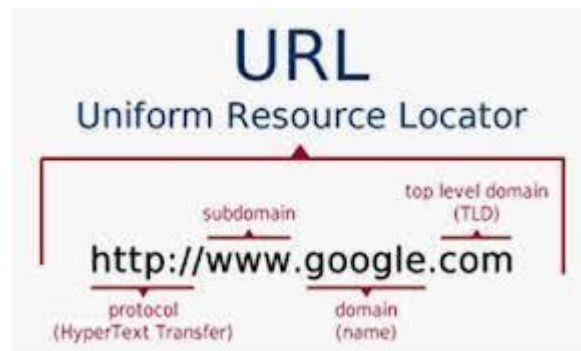 URL
Uniform Resource Locator
top level domain
(TLD)
subdomain
http://www.google.com
protocol
(HyperText Transfer)
domain
(name)